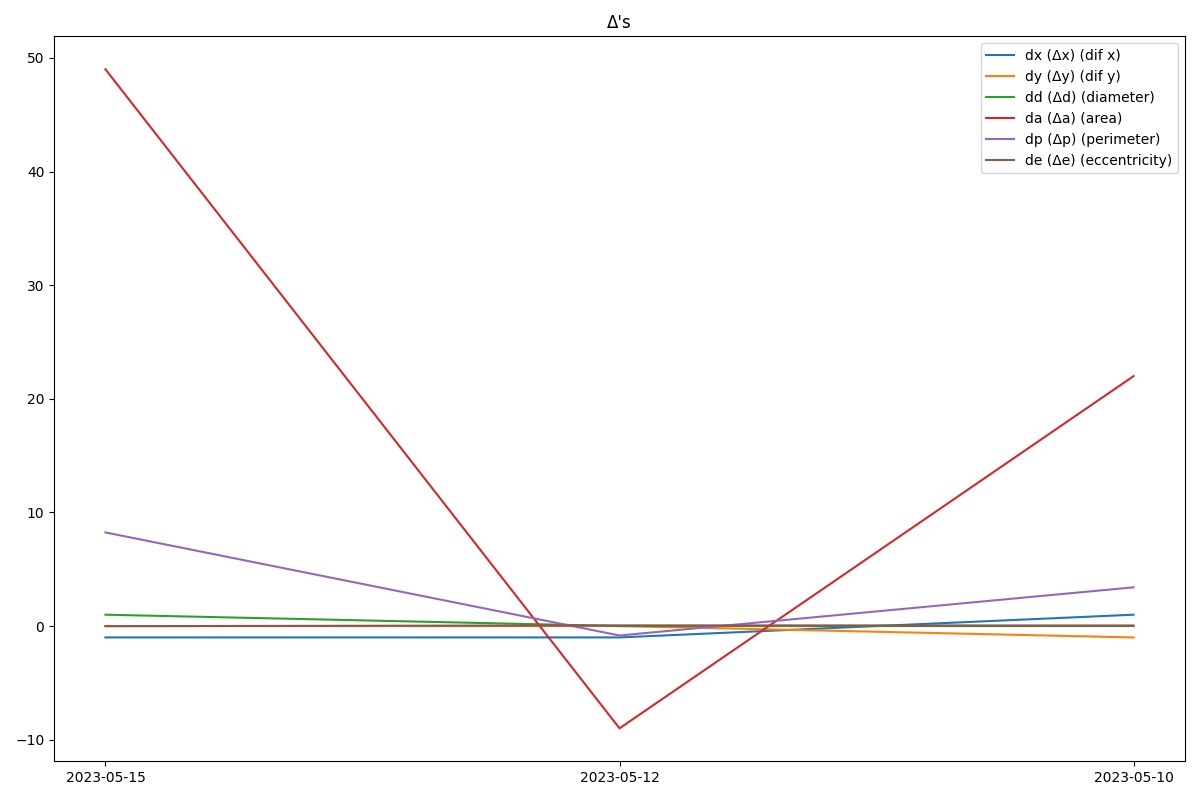 Δ's
dx (Δx) (dif x)
dy (Δy) (dif y)
dd (Δd) (diameter)
da (Δa) (area)
dp (Δp) (perimeter)
de (Δe) (eccentricity)
50
40
30
20
10
0
−10
2023-05-15
2023-05-12
2023-05-10